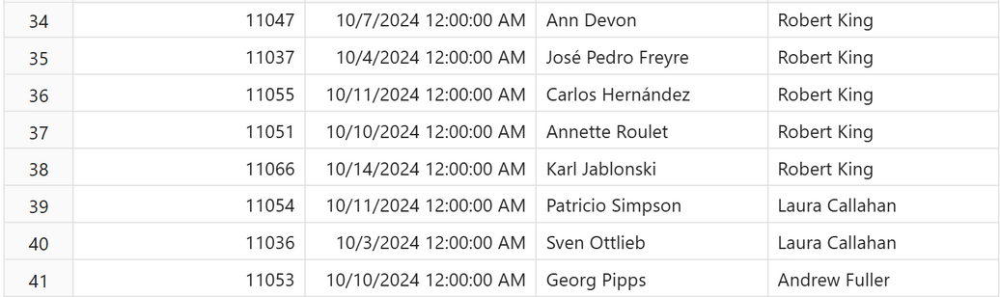 34 11047 10/7/2024 12:00:00 AM Ann Devon Robert King
35 11037 10/4/2024 12:00:00 AM José Pedro Freyre Robert King
36 11055 10/11/2024 12:00:00 AM Carlos Hernández Robert King
37 11051 10/10/2024 12:00:00 AM Annette Roulet Robert King
38 11066 10/14/2024 12:00:00 AM Karl Jablonski Robert King
39 11054 10/11/2024 12:00:00 AM Patricio Simpson Laura Callahan
40 11036 10/3/2024 12:00:00 AM Sven Ottlieb Laura Callahan
41 11053 10/10/2024 12:00:00 AM Georg Pipps Andrew Fuller